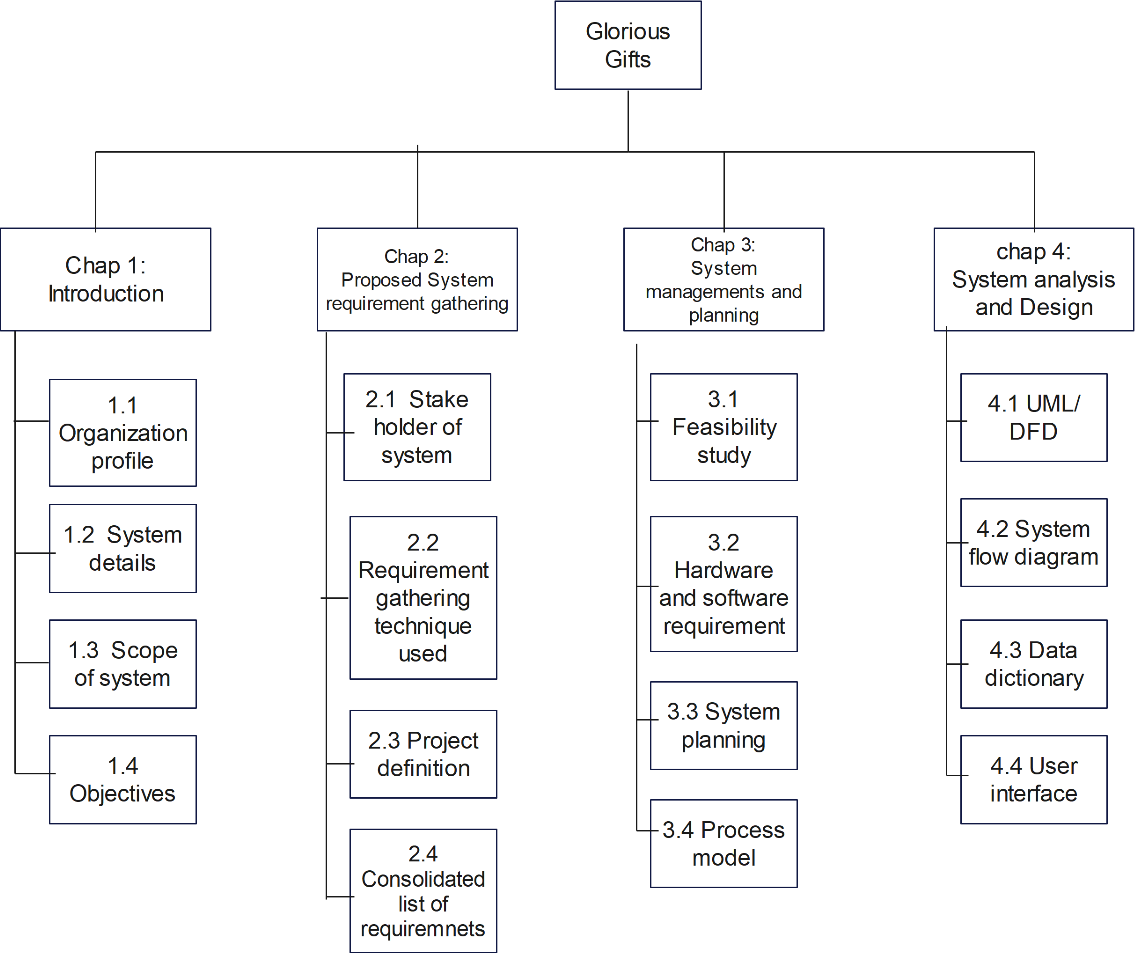 Glorious
Gifts
Chap 1:
Introduction
Chap 2:
Proposed System
requirement gathering
Chap 3:
System
managements and
planning
chap 4:
System analysis
and Design
1.1
Organization
profile
1.2 System
details
1.3 Scope
of system
1.4
Objectives
2.1 Stake
holder of
system
2.2
Requirement
gathering
technique
used
2.3 Project
definition
2.4
Consolidated
list of
requiremnets
3.1
Feasibility
study
3.2
Hardware
and software
requirement
3.3 System
planning
3.4 Process
model
4.1 UML/
DFD
4.2 System
flow diagram
4.3 Data
dictionary
4.4 User
interface